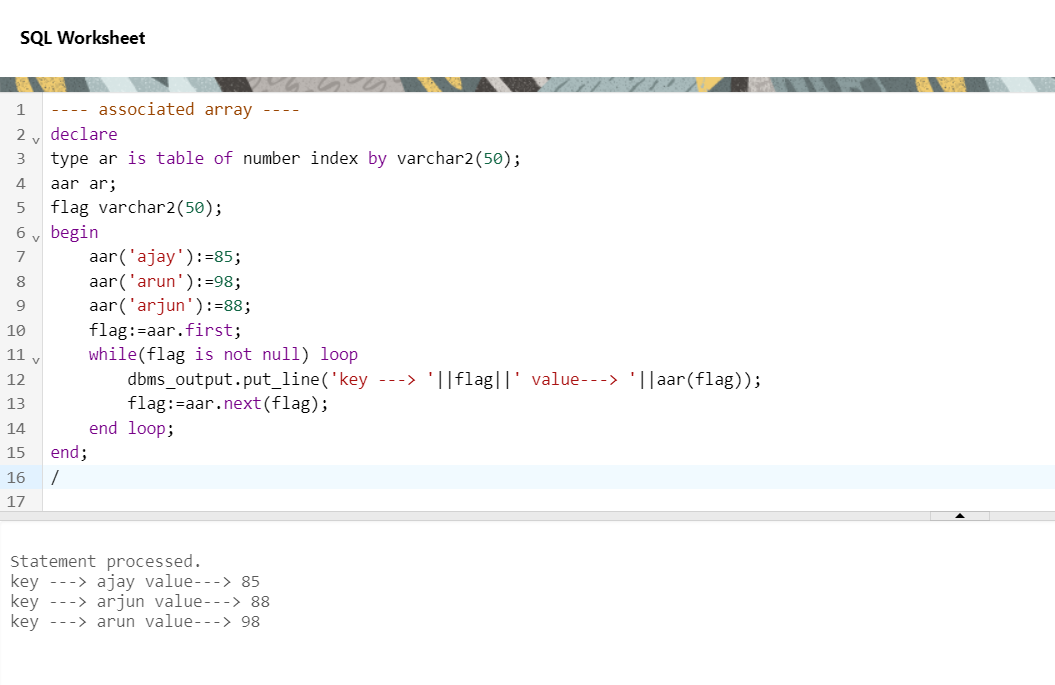 SQL Worksheet
1 ---- associated array ----
2 declare
3 type ar is table of number index by varchar2(50);
4 aar ar;
5 flag varchar2(50);
6 begin
7 aar('ajay'):=85;
8 aar('arun'):=98;
9 aar('arjun'):=88;
10 flag:=aar.first;
11 while(flag is not null) loop
12 dbms_output.put_line('key ---> '||flag||' value---> '||aar(flag));
13 flag:=aar.next(flag);
14 end loop;
15 end;
16 /
17
Statement processed.
key ---> ajay value---> 85
key ---> arjun value---> 88
key ---> arun value---> 98